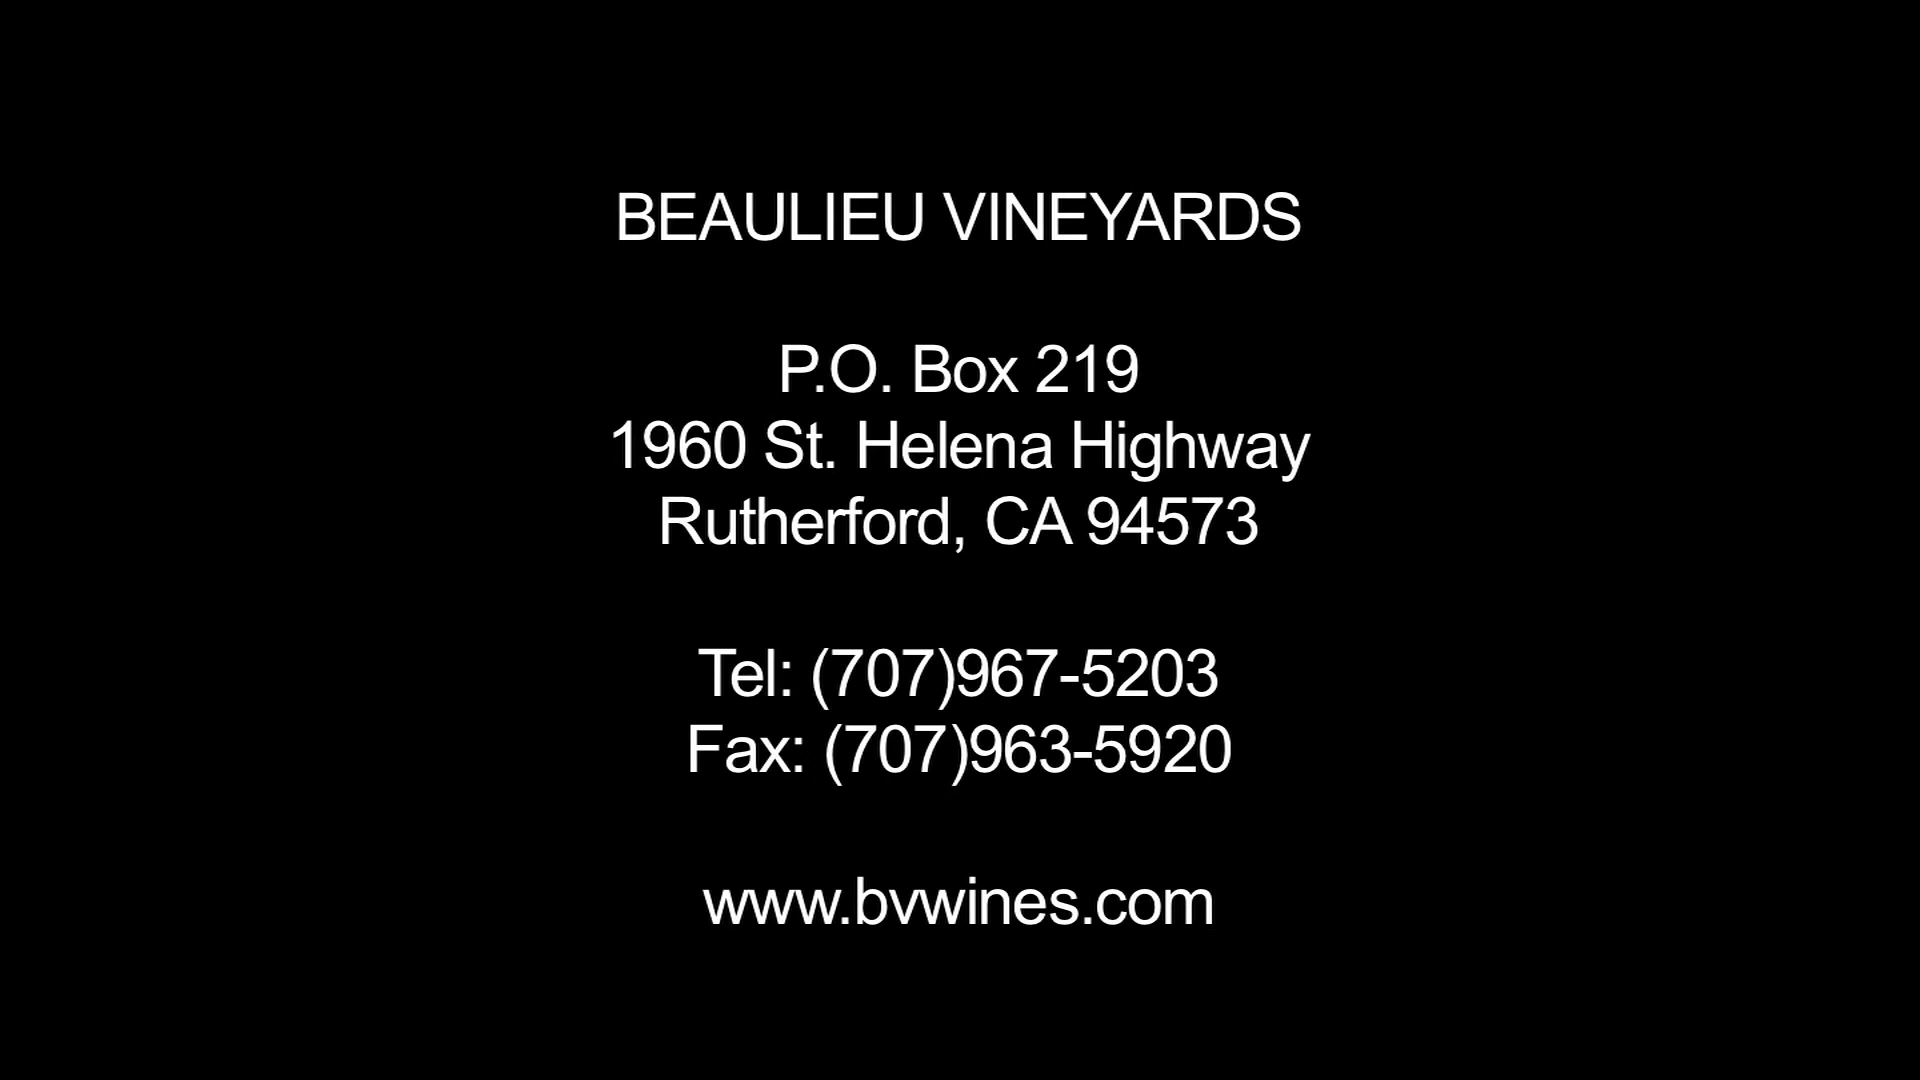 BEAULIEU VINEYARDS
P.O. Box 219
1960 St. Helena Highway
Rutherford, CA 94573
Tel: (707)967-5203
Fax: (707)963-5920
www.bvwines.com